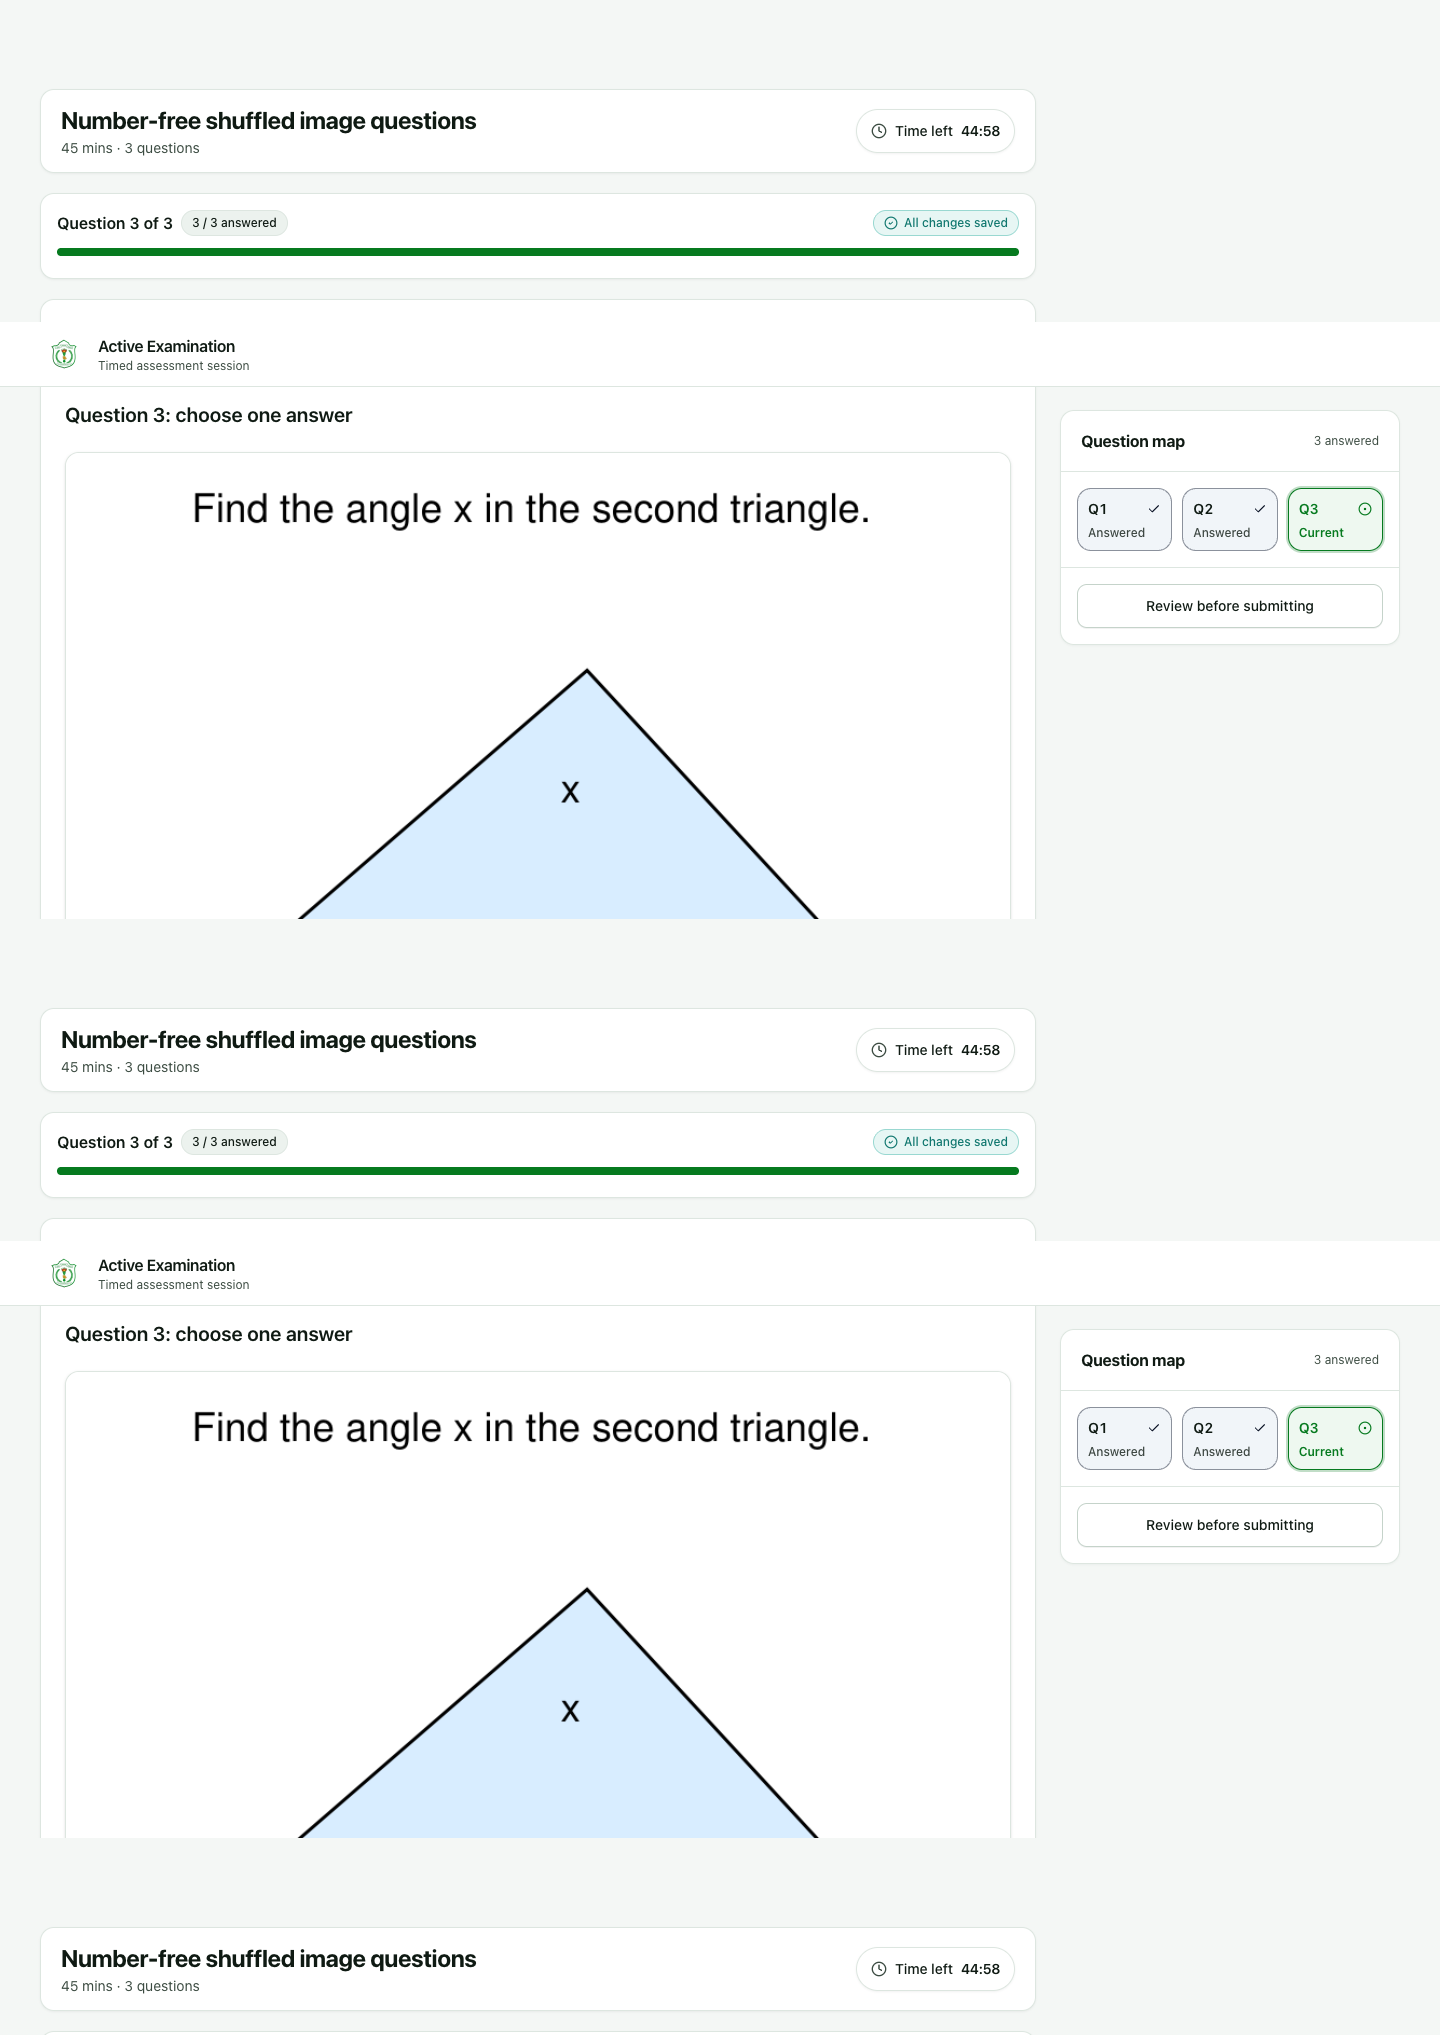 Number-free shuffled image questions
45 mins · 3 questions
Time left 44:58
Question 3 of 3
3 / 3 answered
All changes saved
Active Examination
Timed assessment session
Question 3: choose one answer
Find the angle x in the second triangle.
x
Question map
3 answered
Q1
Answered
Q2
Answered
Q3
Current
Review before submitting
Number-free shuffled image questions
45 mins · 3 questions
Time left 44:58
Question 3 of 3
3 / 3 answered
All changes saved
Active Examination
Timed assessment session
Question 3: choose one answer
Find the angle x in the second triangle.
x
Question map
3 answered
Q1
Answered
Q2
Answered
Q3
Current
Review before submitting
Number-free shuffled image questions
45 mins · 3 questions
Time left 44:58